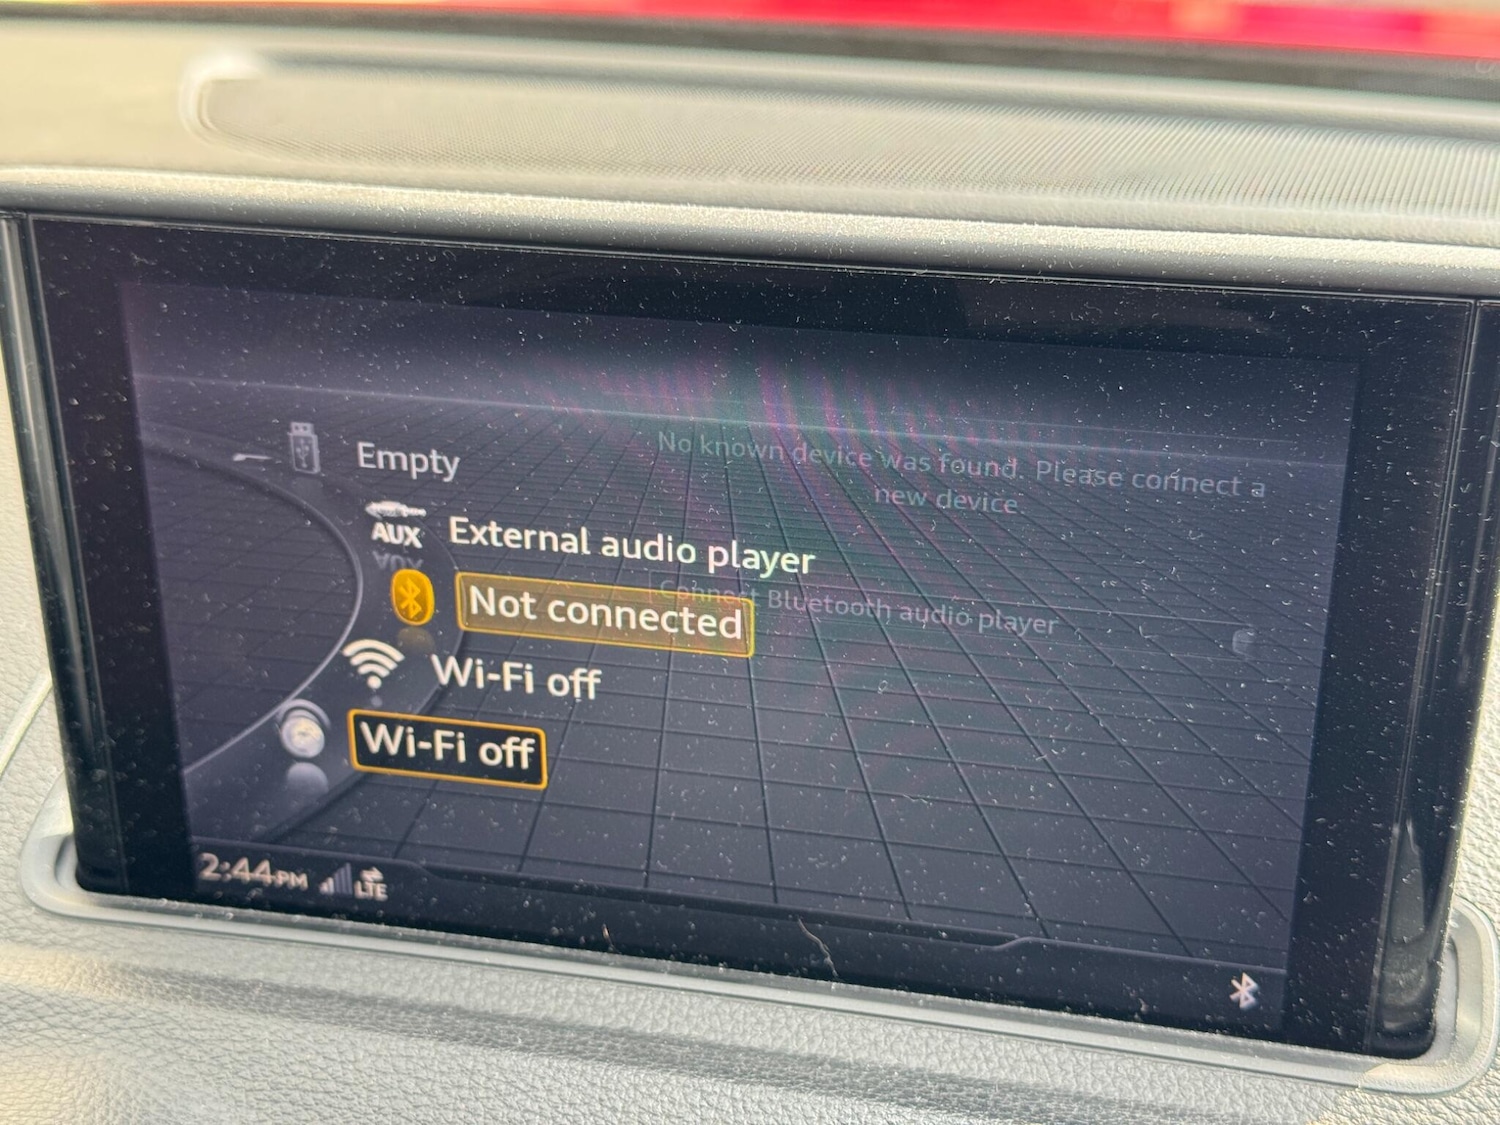 Empty
No known device was found. Please connect a
new device.
AUX External audio player
Not connected
Connect Bluetooth audio player
Wi-Fi off
Wi-Fi off
2:44PM LTE